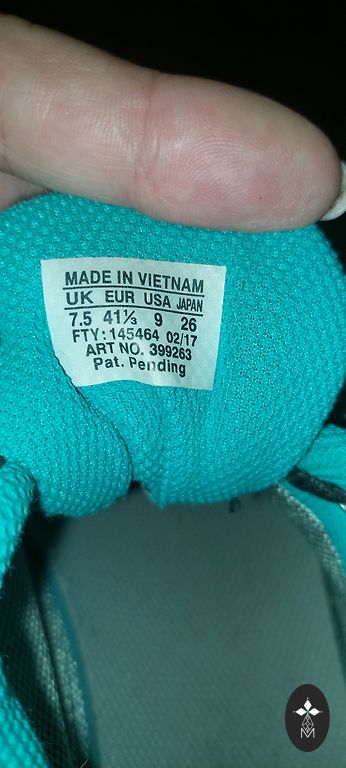 MADE IN VIETNAM
UK EUR USA JAPAN
7.5 41⅓ 9 26
FTY: 145464 02/17
ART NO. 399263
Pat. Pending
M